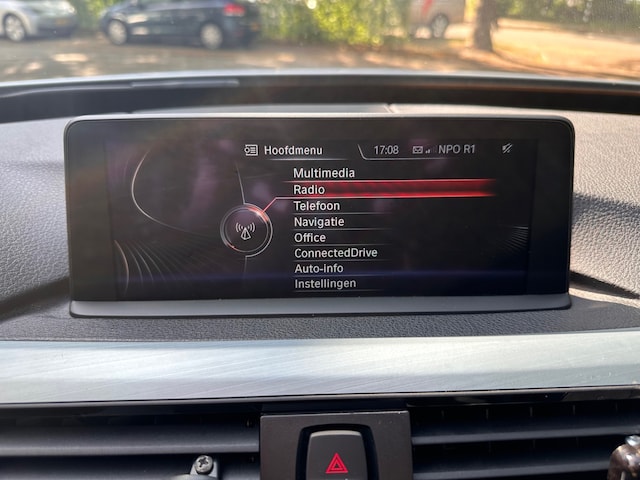 Hoofdmenu 17:08 NPO R1
Multimedia
Radio
Telefoon
Navigatie
Office
ConnectedDrive
Auto-info
Instellingen